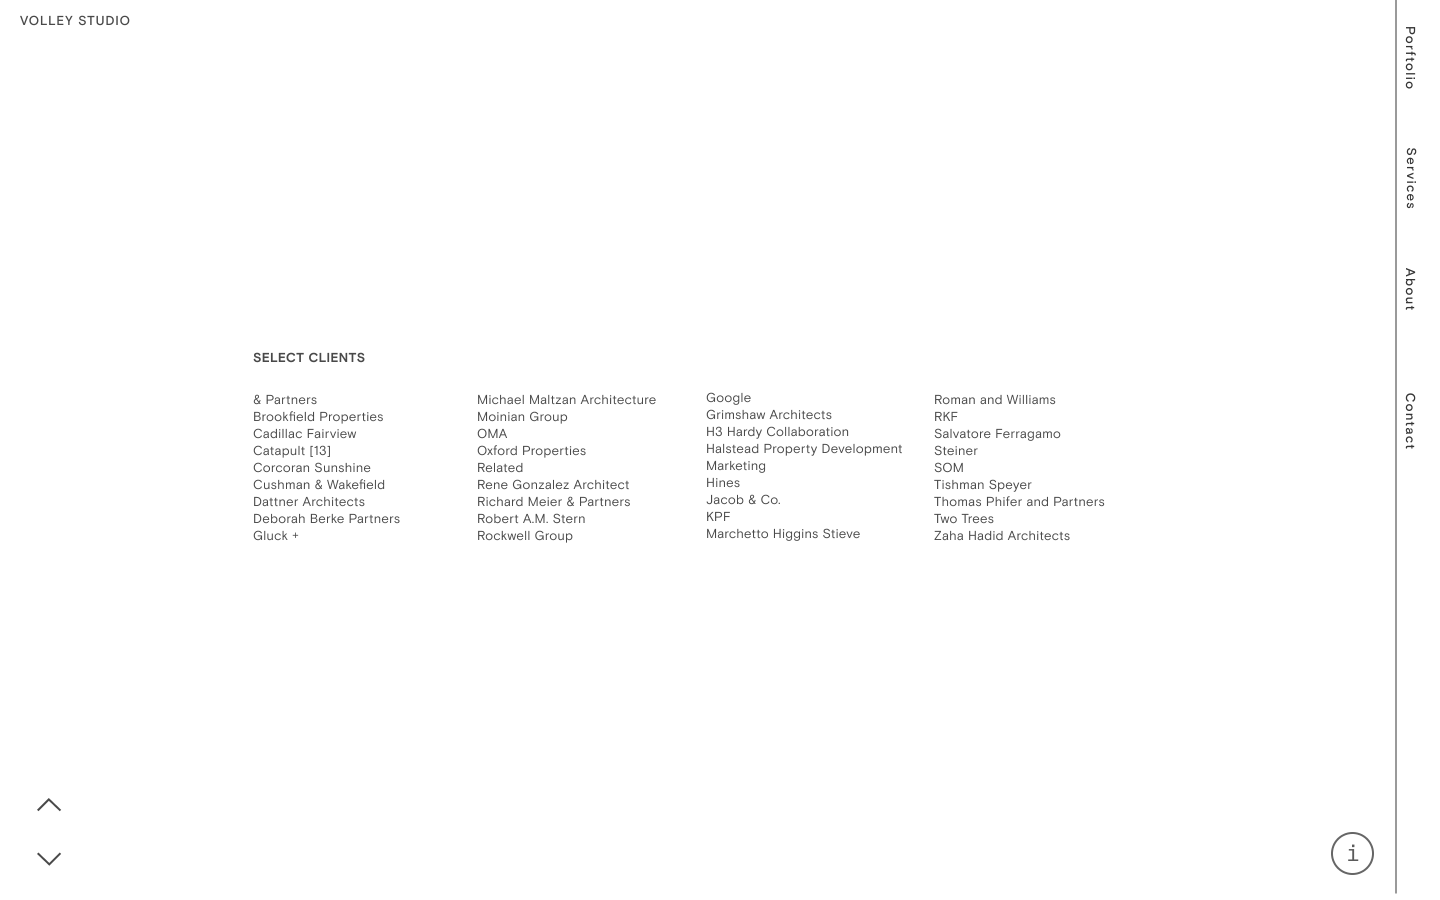 VOLLEY STUDIO
Porftolio
Services
About
Contact
SELECT CLIENTS
& Partners
Brookfield Properties
Cadillac Fairview
Catapult [13]
Corcoran Sunshine
Cushman & Wakefield
Dattner Architects
Deborah Berke Partners
Gluck +
Michael Maltzan Architecture
Moinian Group
OMA
Oxford Properties
Related
Rene Gonzalez Architect
Richard Meier & Partners
Robert A.M. Stern
Rockwell Group
Google
Grimshaw Architects
H3 Hardy Collaboration
Halstead Property Development
Marketing
Hines
Jacob & Co.
KPF
Marchetto Higgins Stieve
Roman and Williams
RKF
Salvatore Ferragamo
Steiner
SOM
Tishman Speyer
Thomas Phifer and Partners
Two Trees
Zaha Hadid Architects
i